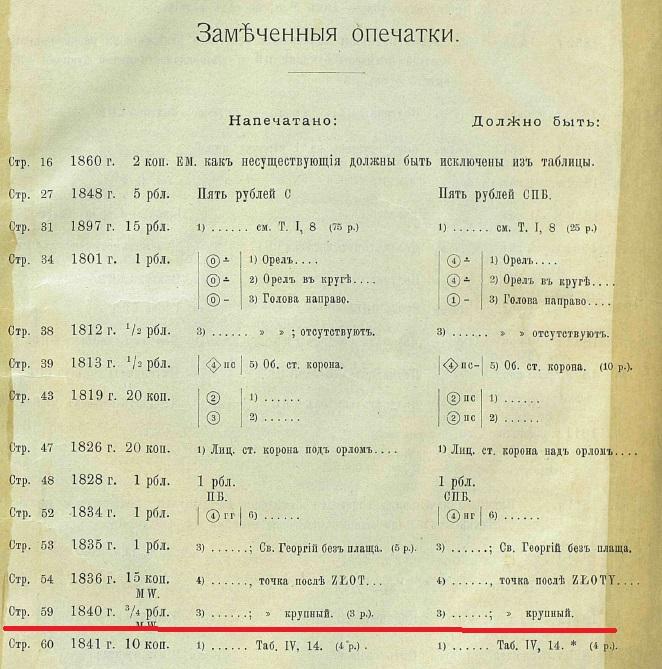 Замѣченныя опечатки.
Напечатано: Должно быть:
Стр. 16 1860 г. 2 коп. ЕМ. какъ несуществующія должны быть исключены изъ таблицы.
Стр. 27 1848 г. 5 рбл. Пять рублей С Пять рублей СПБ.
Стр. 31 1897 г. 15 рбл. 1) ...... см. Т. I, 8 (75 р.) 1) ...... см. Т. I, 8 (25 р.)
Стр. 34 1801 г. 1 рбл. 0 ∸ 1) Орелъ.... 4 ∸ 1) Орелъ....
0 ∸ 2) Орелъ въ кругѣ.... 4 ∸ 2) Орелъ въ кругѣ....
0 – 3) Голова направо. 1 – 3) Голова направо....
Стр. 38 1812 г. 1/2 рбл. 3) ...... » » ; отсутствуютъ. 3) ...... » » отсутствуютъ.
Стр. 39 1813 г. 1/2 рбл. 4 пс 5) Об. ст. корона. 4 пс– 5) Об. ст. корона. (10 р.).
Стр. 43 1819 г. 20 коп. 2 1) ...... 2 пс 1) ......
3 2) ...... 2 пс 2) ......
Стр. 47 1826 г. 20 коп. 1) Лиц. ст. корона подъ орломъ.... 1) Лиц. ст. корона надъ орломъ....
Стр. 48 1828 г. 1 рбл. 1 рбл. 1 рбл.
ПБ. СПБ.
Стр. 52 1834 г. 1 рбл. 4 гг 6) ...... 4 нг 6) ......
Стр. 53 1835 г. 1 рбл. 3) ......; Св. Георгій безъ плаща. (5 р.). 3) ......; Св. Георгій безъ плаща.
Стр. 54 1836 г. 15 коп. 4) ......, точка послѣ ZŁOT... 4) ......, точка послѣ ZŁOTY....
MW.
Стр. 59 1840 г. 3/4 рбл. 3) ......; » крупный. (3 р.). 3) ......; » крупный.
MW.
Стр. 60 1841 г. 10 коп. 1) ...... Таб. IV, 14. (4 р.) . 1) ...... Таб. IV, 14. * (4 р.).